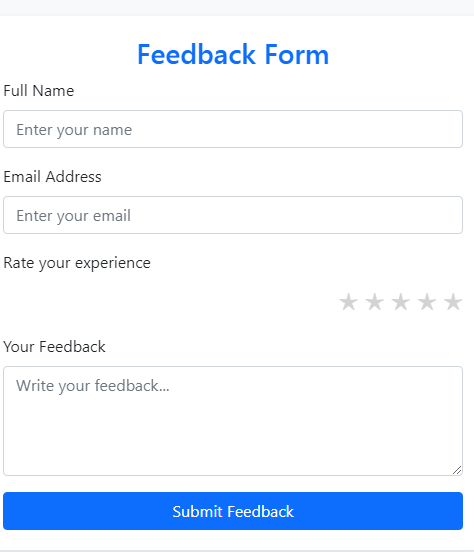 Feedback Form
Full Name
Enter your name
Email Address
Enter your email
Rate your experience
★ ★ ★ ★ ★
Your Feedback
Write your feedback...
Submit Feedback